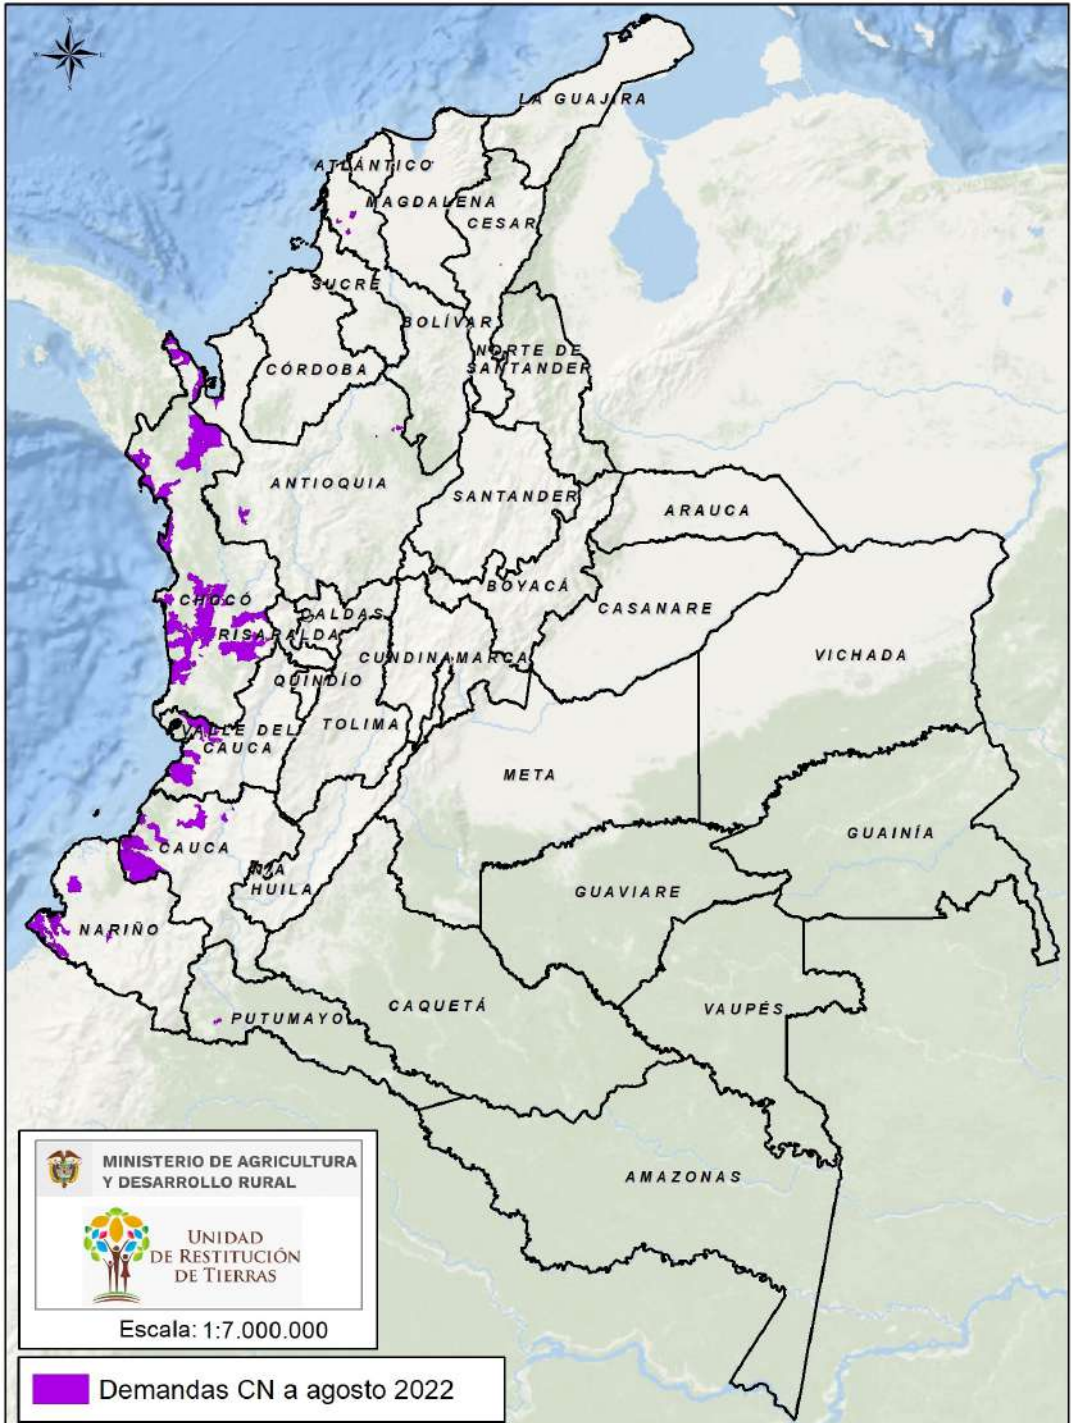 LA GUAJIRA
ATLÁNTICO
MAGDALENA
CESAR
SUCRE
BOLÍVAR
NORTE DE
SANTANDER
CÓRDOBA
ANTIOQUIA
SANTANDER
ARAUCA
BOYACÁ
CHOCÓ
CALDAS
CASANARE
RISARALDA
CUNDINAMARCA
VICHADA
QUINDÍO
TOLIMA
VALLE DEL
CAUCA
META
GUAINÍA
CAUCA
HUILA
GUAVIARE
NARIÑO
CAQUETÁ
VAUPÉS
PUTUMAYO
AMAZONAS
MINISTERIO DE AGRICULTURA
Y DESARROLLO RURAL
UNIDAD
DE RESTITUCIÓN
DE TIERRAS
Escala: 1:7.000.000
Demandas CN a agosto 2022